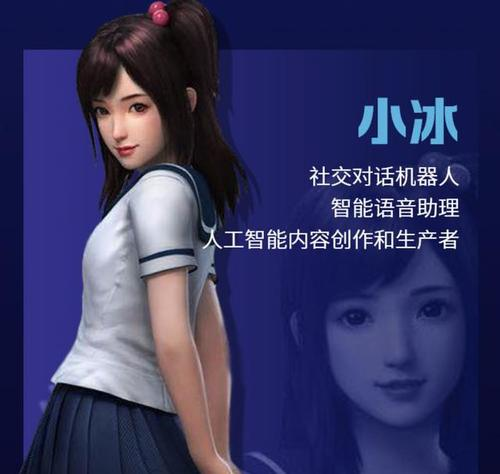 小冰
社交对话机器人
智能语音助理
人工智能内容创作和生产者